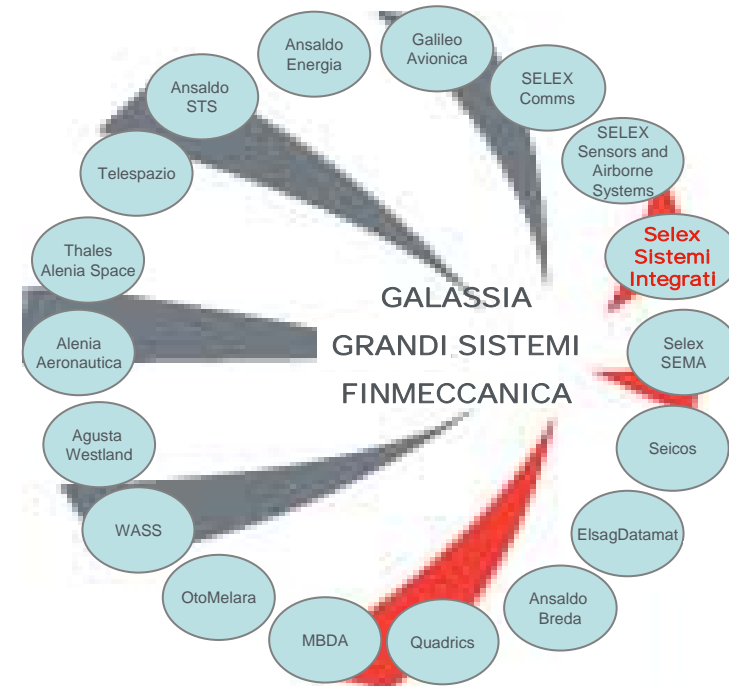 Ansaldo
Energia
Galileo
Avionica
SELEX
Comms
SELEX
Sensors and
Airborne
Systems
Selex
Sistemi
Integrati
Selex
SEMA
Seicos
ElsagDatamat
Ansaldo
Breda
Quadrics
MBDA
OtoMelara
WASS
Agusta
Westland
Alenia
Aeronautica
Thales
Alenia Space
Telespazio
Ansaldo
STS
GALASSIA
GRANDI SISTEMI
FINMECCANICA